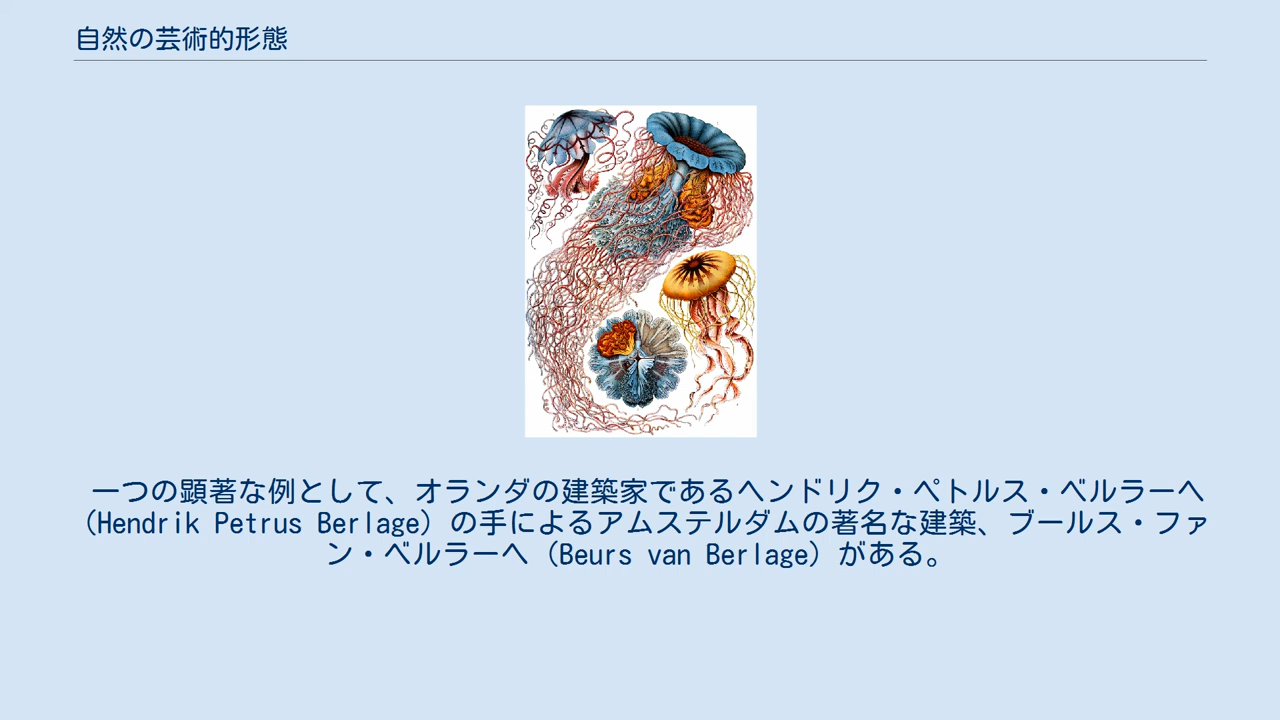 自然の芸術的形態
一つの顕著な例として、オランダの建築家であるヘンドリク・ペトルス・ベルラーヘ
（Hendrik Petrus Berlage）の手によるアムステルダムの著名な建築、ブールス・ファ
ン・ベルラーヘ（Beurs van Berlage）がある。